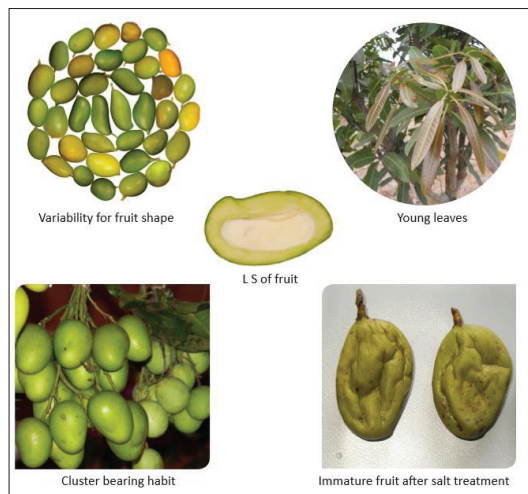 Variability for fruit shape
Young leaves
L S of fruit
Cluster bearing habit
Immature fruit after salt treatment